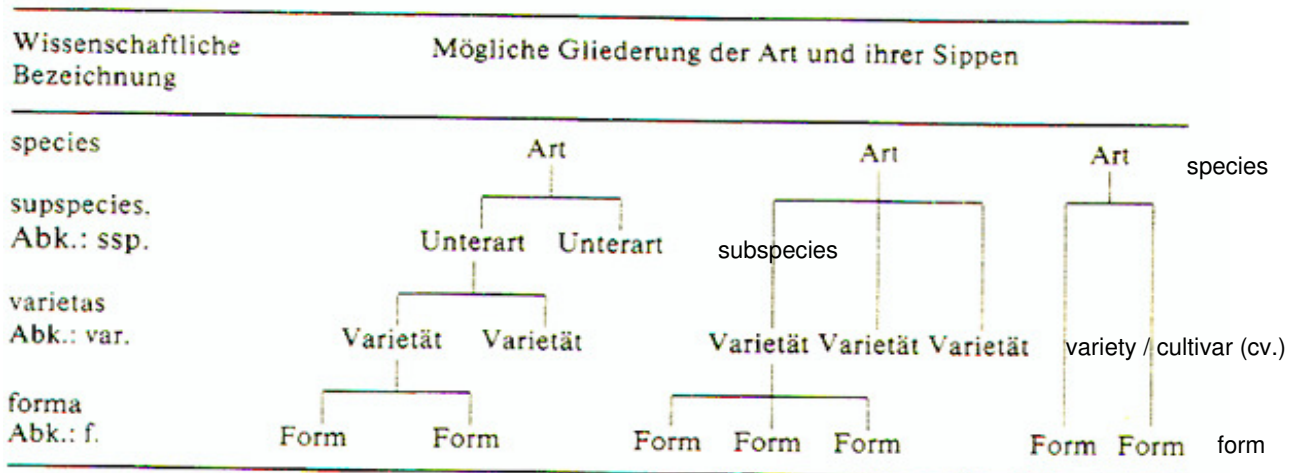 Wissenschaftliche
Bezeichnung
Mögliche Gliederung der Art und ihrer Sippen
species
Art Art Art species
supspecies.
Abk.: ssp.
Unterart Unterart subspecies
varietas
Abk.: var.
Varietät Varietät Varietät Varietät Varietät variety / cultivar (cv.)
forma
Abk.: f.
Form Form Form Form Form Form Form form